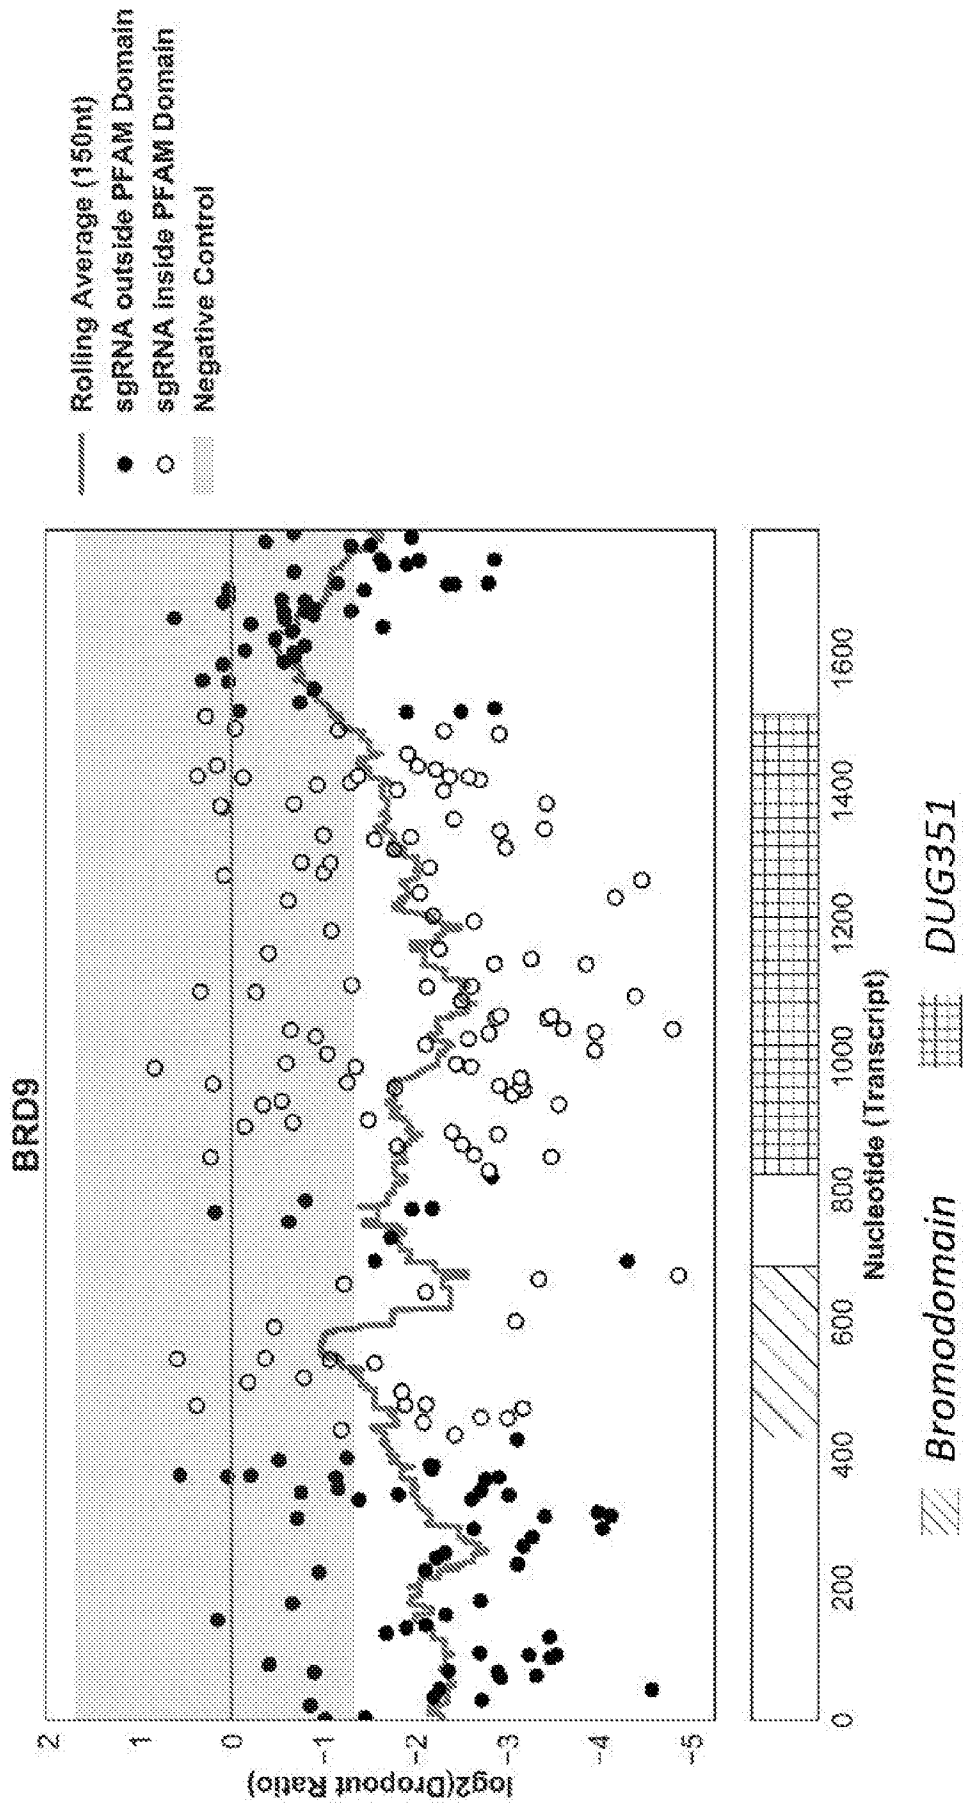 BRD9
Rolling Average (150nt)
sgRNA outside PFAM Domain
sgRNA inside PFAM Domain
Negative Control
log2(Dropout Ratio)
2
1
0
-1
-2
-3
-4
-5
0
200
400
600
800
1000
1200
1400
1600
Nucleotide (Transcript)
Bromodomain
DUG351